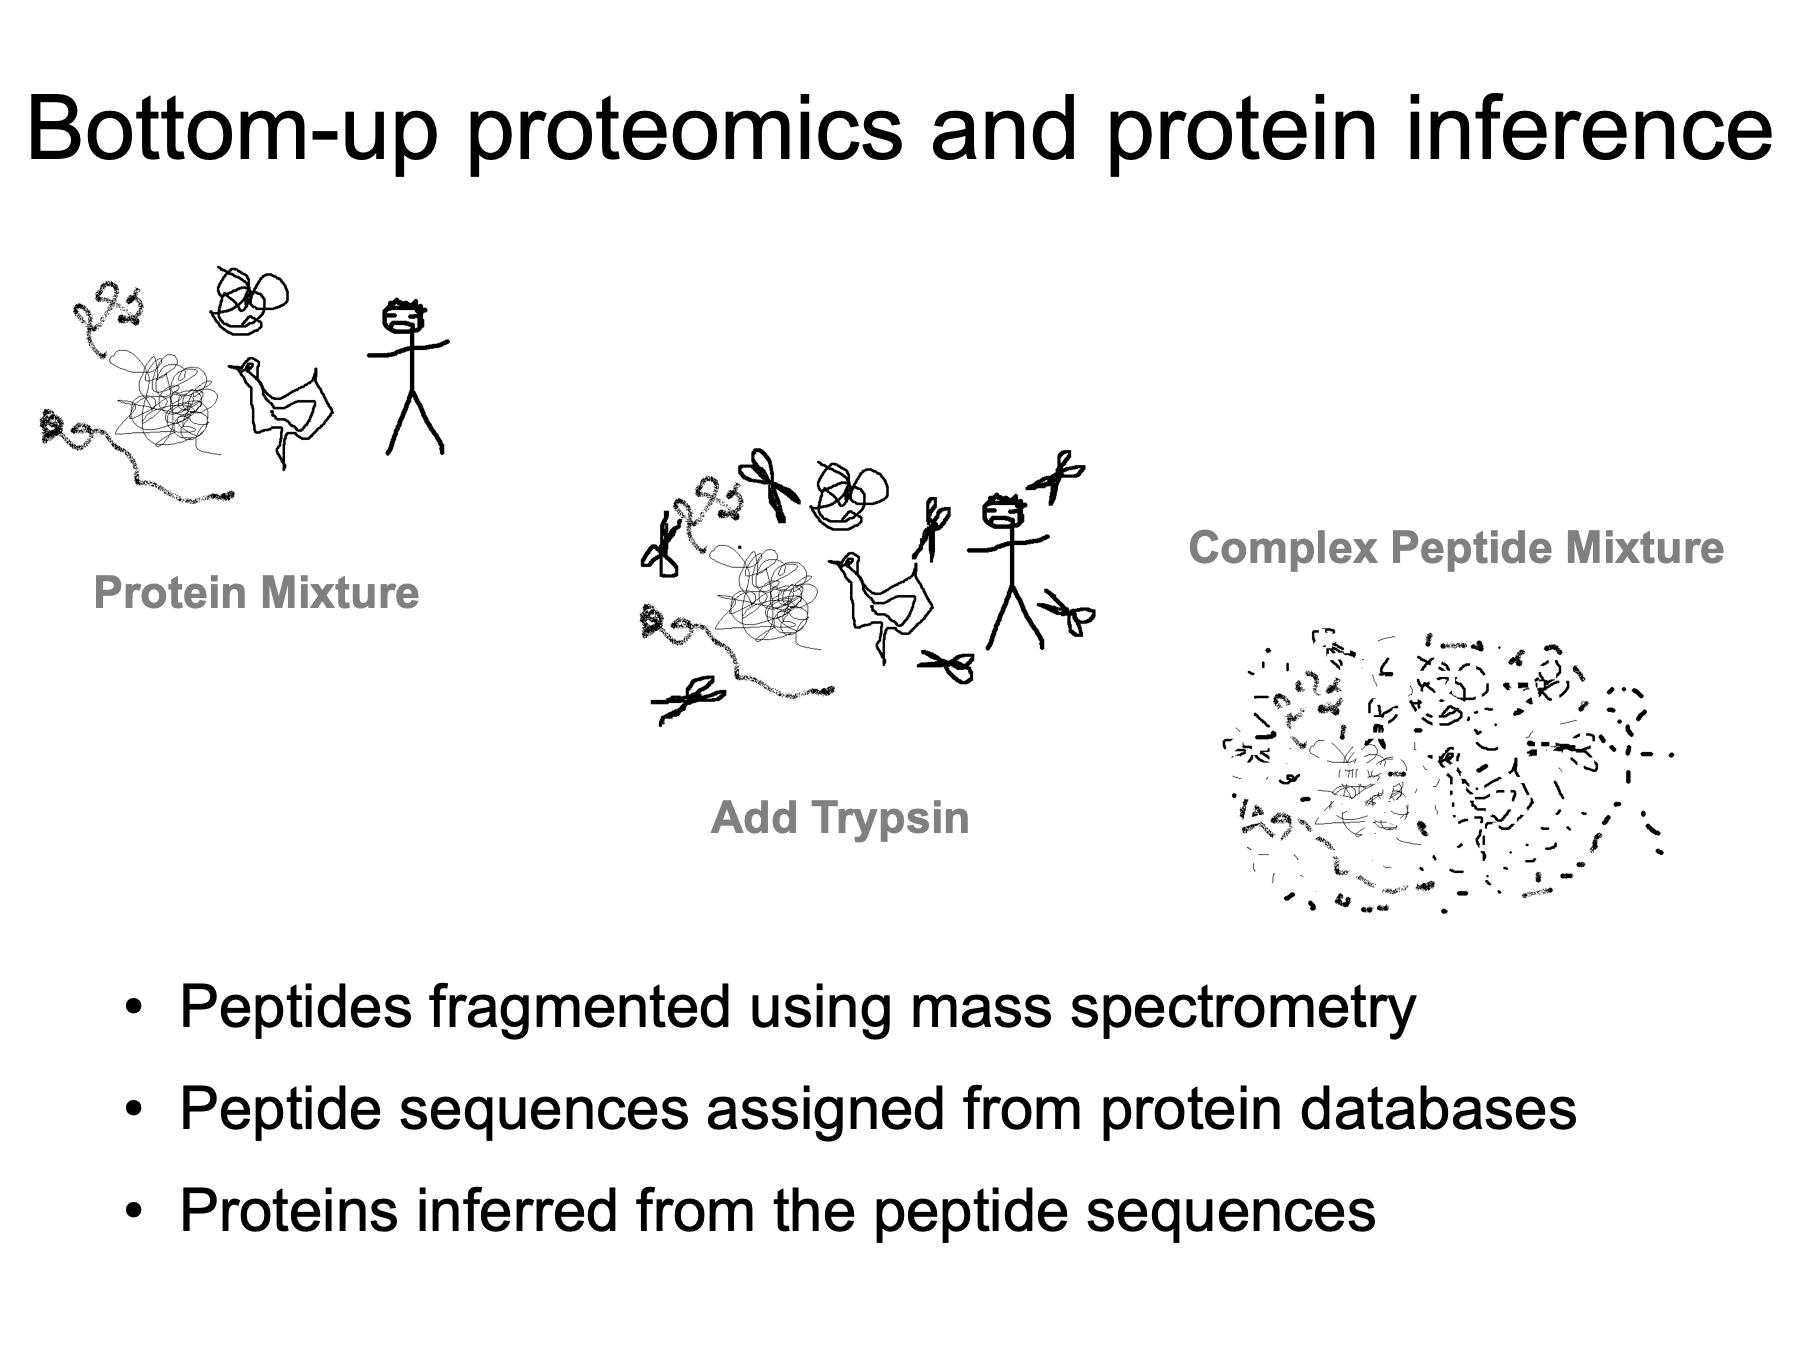 Bottom-up proteomics and protein inference
Protein Mixture
Add Trypsin
Complex Peptide Mixture
• Peptides fragmented using mass spectrometry
• Peptide sequences assigned from protein databases
• Proteins inferred from the peptide sequences